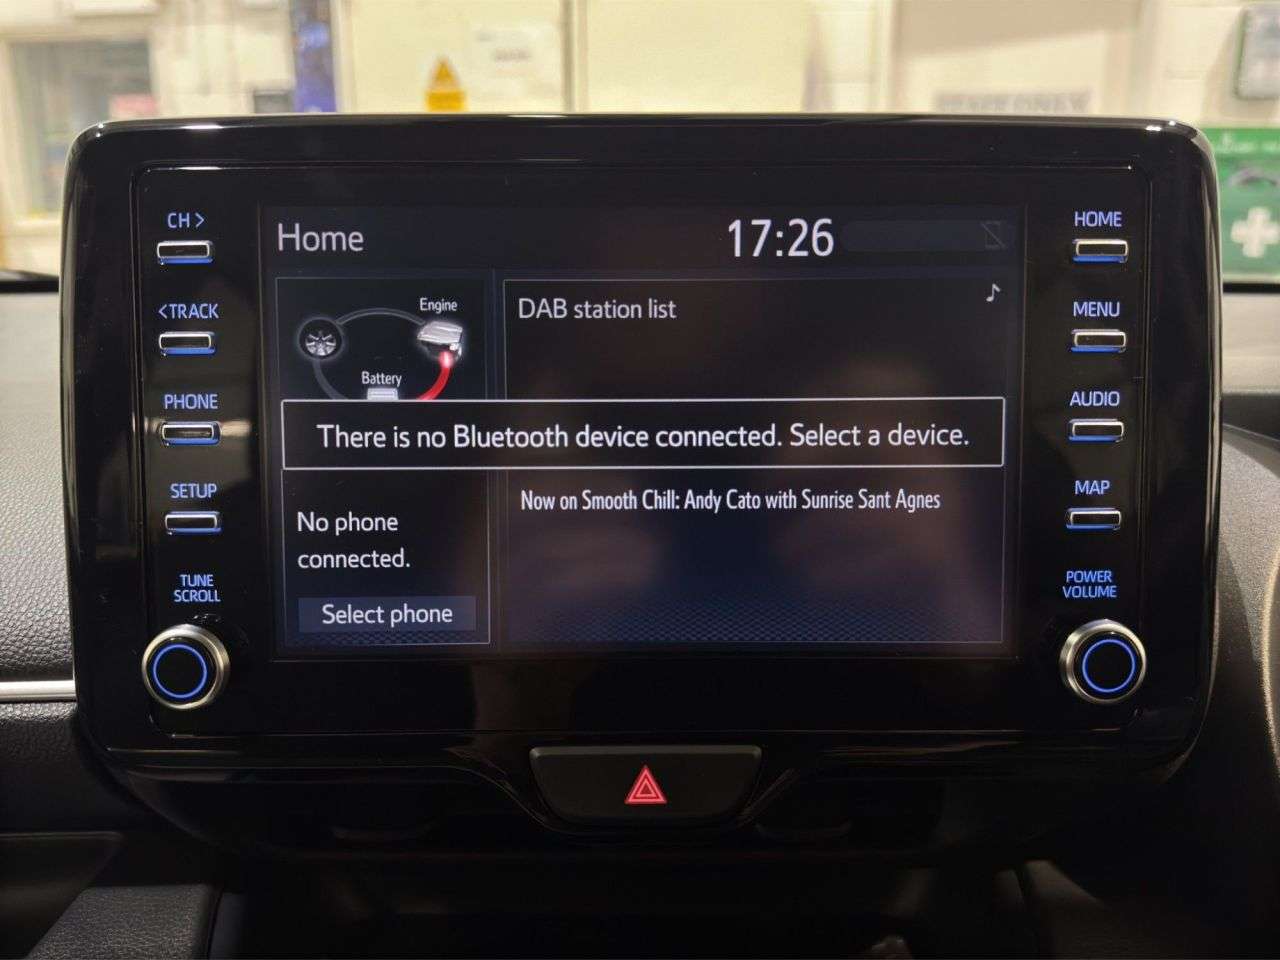 CH >
<TRACK
PHONE
SETUP
TUNE
SCROLL
Home
17:26
Engine
Battery
DAB station list
There is no Bluetooth device connected. Select a device.
Now on Smooth Chill: Andy Cato with Sunrise Sant Agnes
No phone
connected.
Select phone
HOME
MENU
AUDIO
MAP
POWER
VOLUME